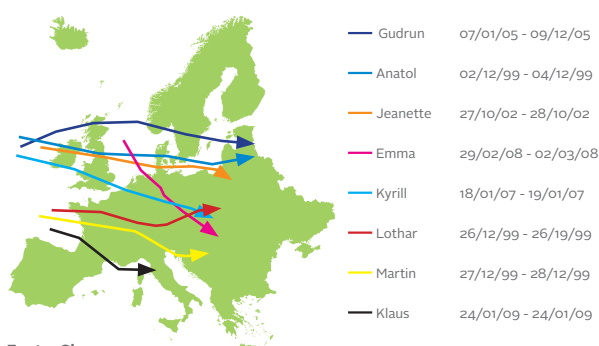 Gudrun 07/01/05 - 09/12/05
Anatol 02/12/99 - 04/12/99
Jeanette 27/10/02 - 28/10/02
Emma 29/02/08 - 02/03/08
Kyrill 18/01/07 - 19/01/07
Lothar 26/12/99 - 26/19/99
Martin 27/12/99 - 28/12/99
Klaus 24/01/09 - 24/01/09